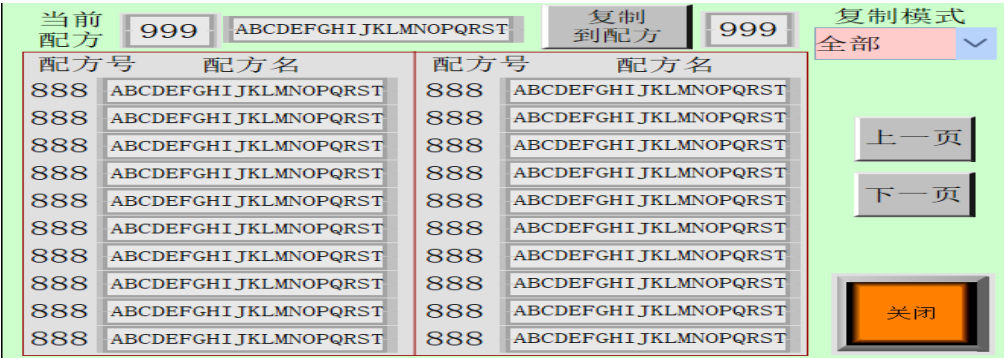 当前配方 999 ABCDEFGHIJKLMNOPQRST 复制到配方 999 复制模式
全部
配方号 配方名 配方号 配方名
888 ABCDEFGHIJKLMNOPQRST 888 ABCDEFGHIJKLMNOPQRST
888 ABCDEFGHIJKLMNOPQRST 888 ABCDEFGHIJKLMNOPQRST
888 ABCDEFGHIJKLMNOPQRST 888 ABCDEFGHIJKLMNOPQRST
888 ABCDEFGHIJKLMNOPQRST 888 ABCDEFGHIJKLMNOPQRST
888 ABCDEFGHIJKLMNOPQRST 888 ABCDEFGHIJKLMNOPQRST
888 ABCDEFGHIJKLMNOPQRST 888 ABCDEFGHIJKLMNOPQRST
888 ABCDEFGHIJKLMNOPQRST 888 ABCDEFGHIJKLMNOPQRST
888 ABCDEFGHIJKLMNOPQRST 888 ABCDEFGHIJKLMNOPQRST
888 ABCDEFGHIJKLMNOPQRST 888 ABCDEFGHIJKLMNOPQRST
888 ABCDEFGHIJKLMNOPQRST 888 ABCDEFGHIJKLMNOPQRST
上一页
下一页
关闭